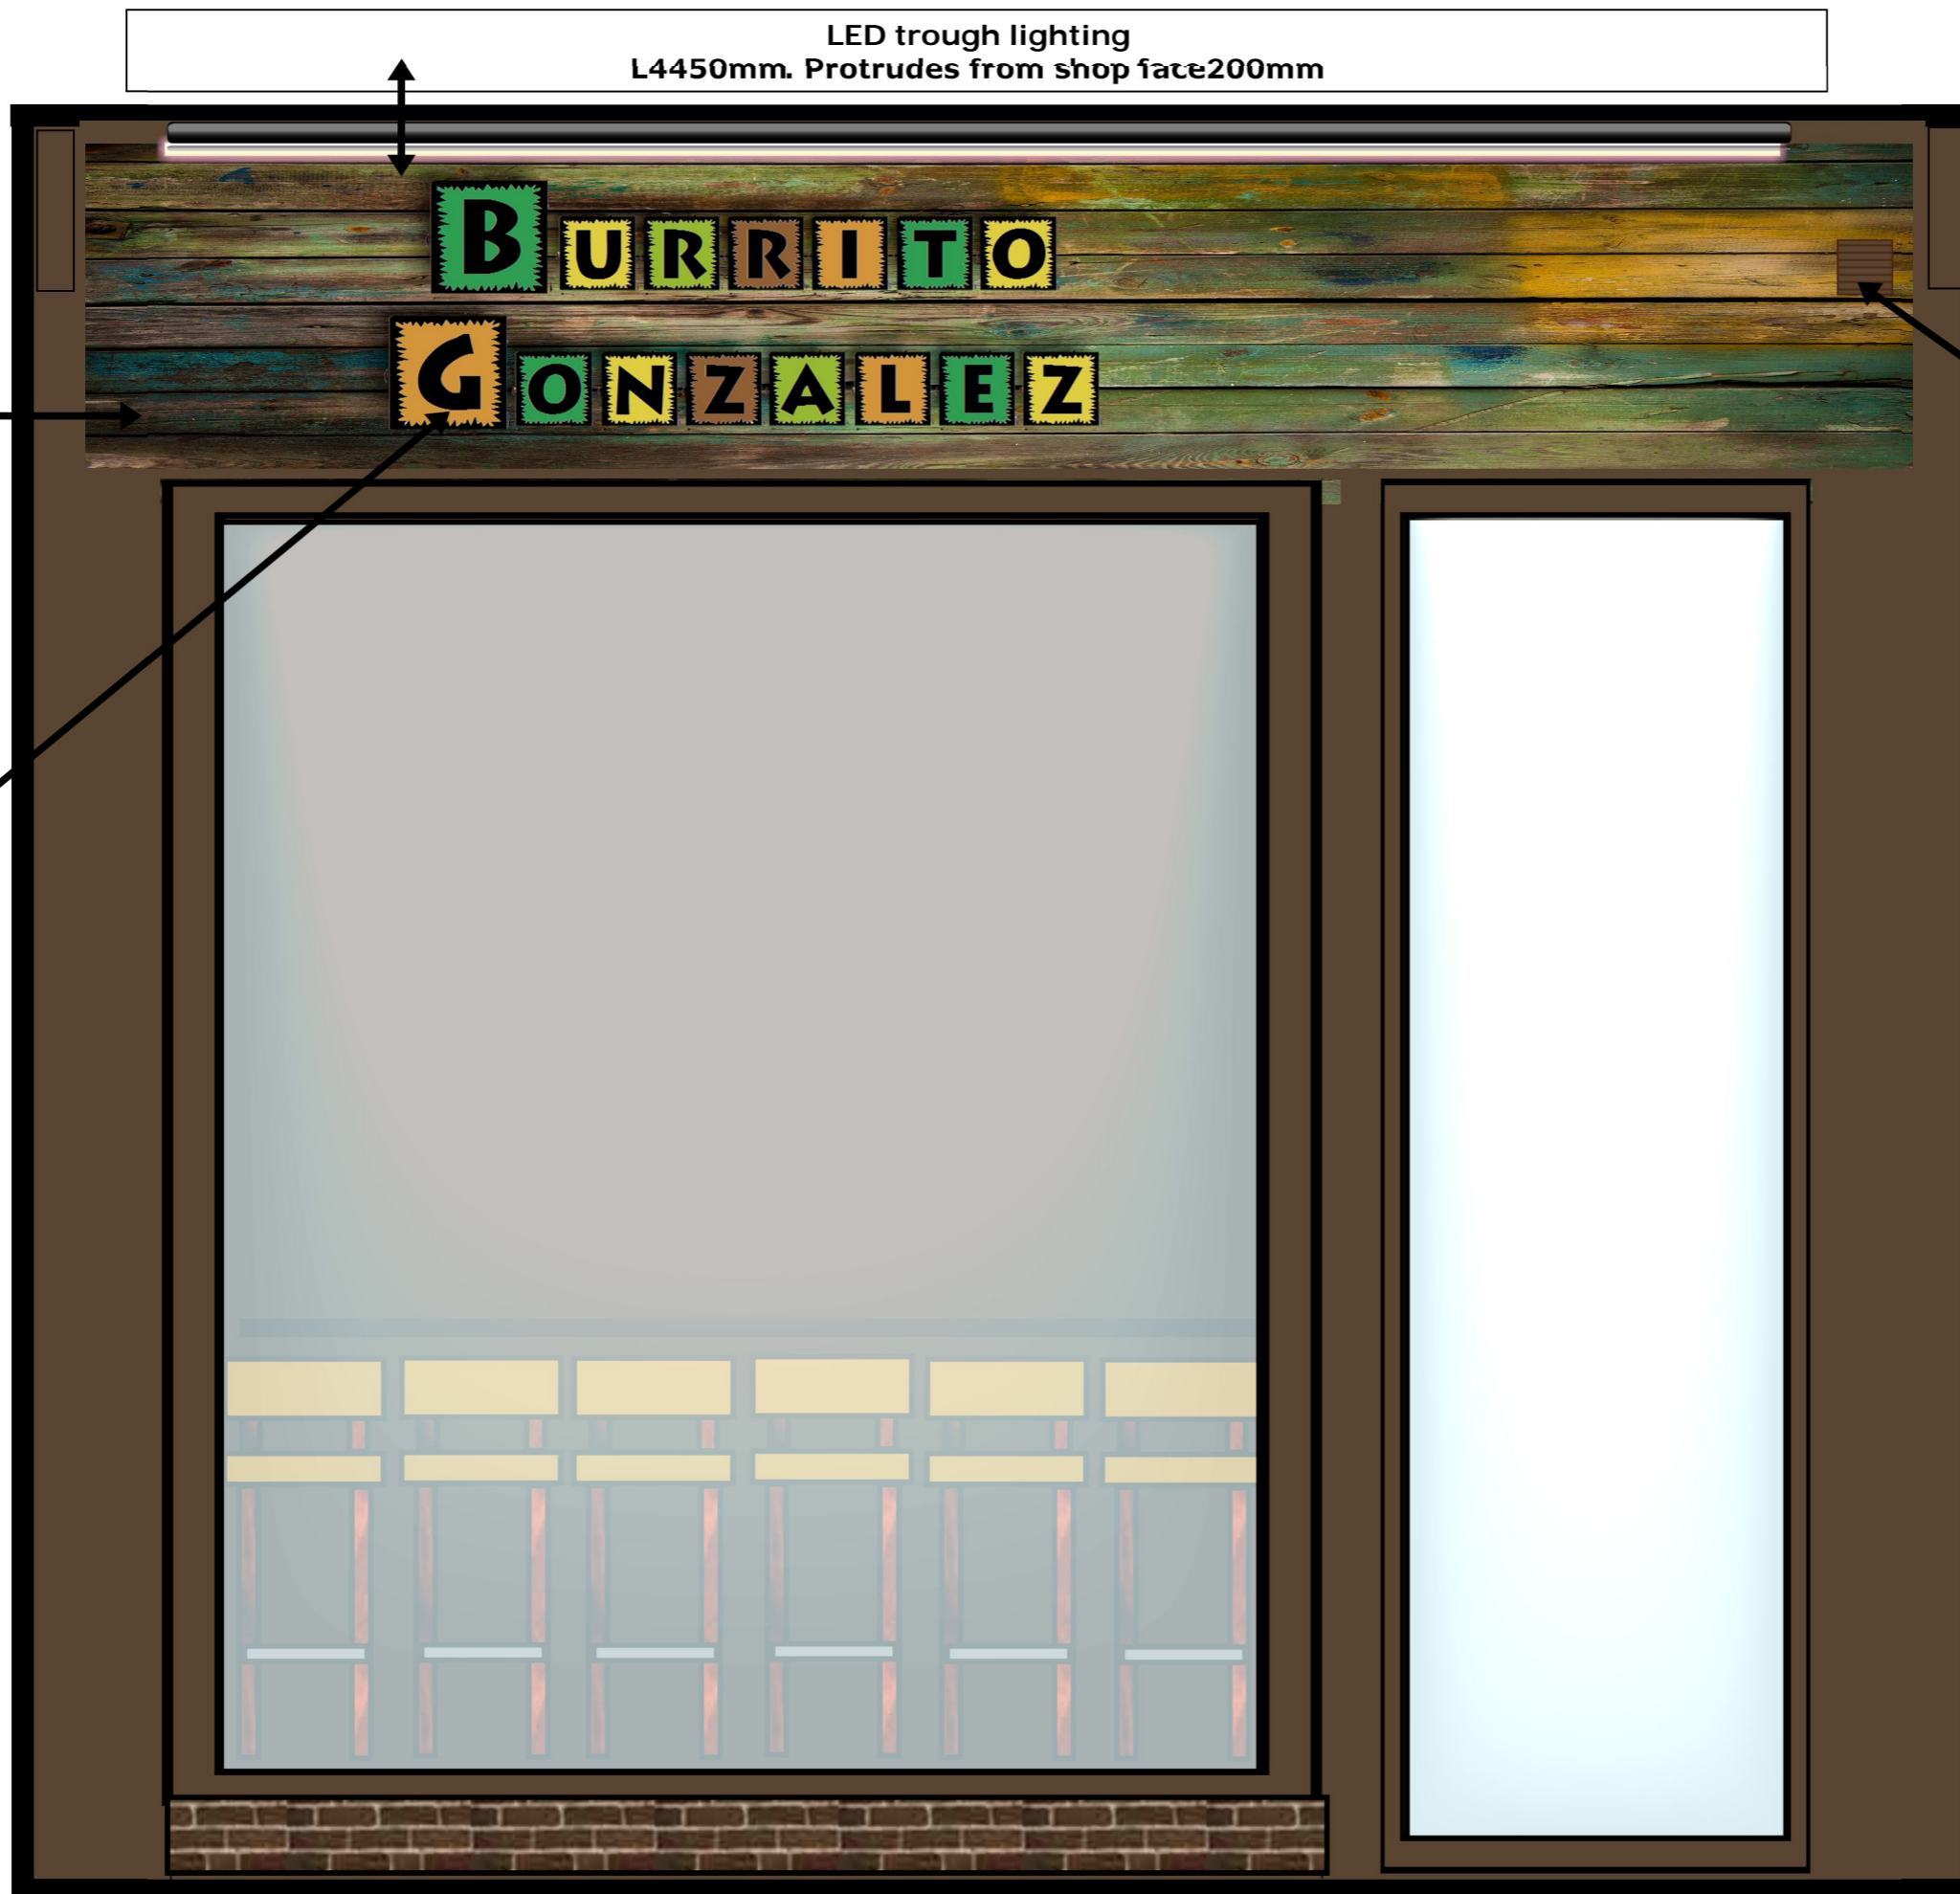 LED trough lighting
L4450mm. Protrudes from shop face200mm
BURRITO
GONZALEZ